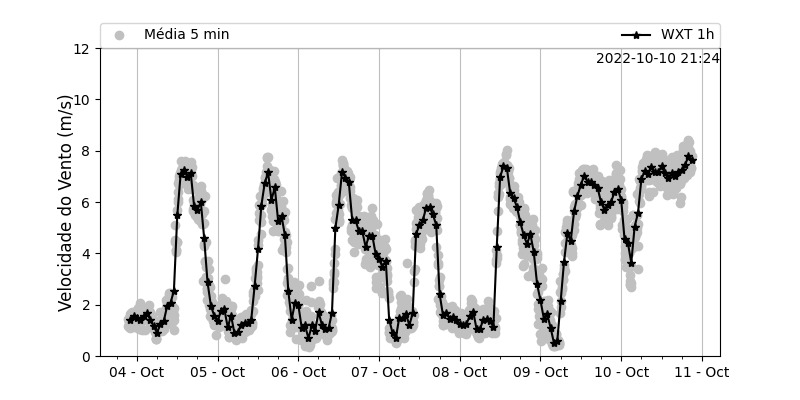 Média 5 min
WXT 1h
2022-10-10 21:24
Velocidade do Vento (m/s)
12
10
8
6
4
2
0
04 - Oct
05 - Oct
06 - Oct
07 - Oct
08 - Oct
09 - Oct
10 - Oct
11 - Oct